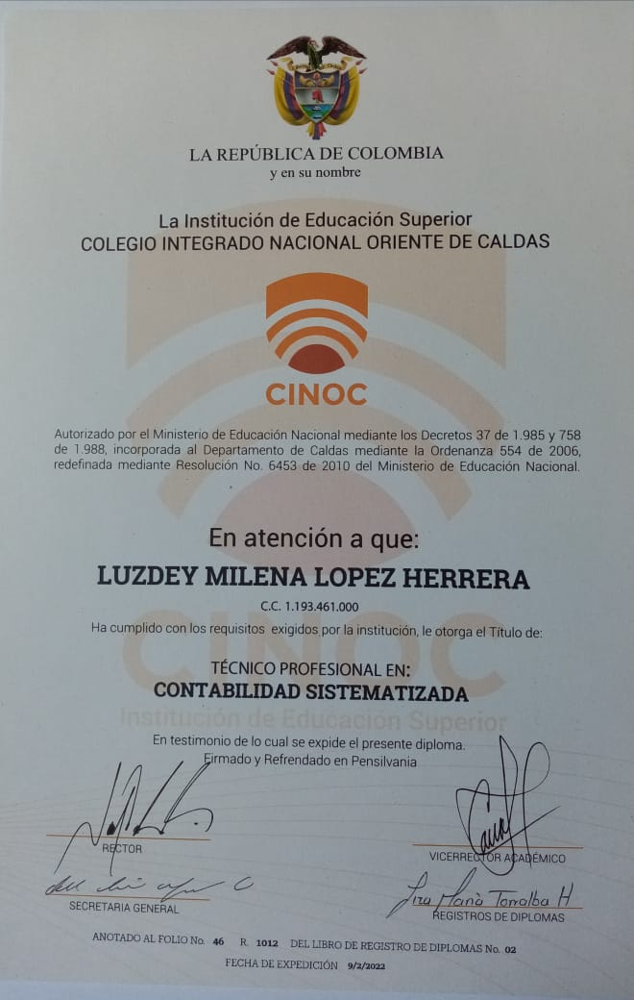 LA REPÚBLICA DE COLOMBIA
y en su nombre
La Institución de Educación Superior
COLEGIO INTEGRADO NACIONAL ORIENTE DE CALDAS
CINOC
Autorizado por el Ministerio de Educación Nacional mediante los Decretos 37 de 1.985 y 758
de 1.988, incorporada al Departamento de Caldas mediante la Ordenanza 554 de 2006,
redefinada mediante Resolución No. 6453 de 2010 del Ministerio de Educación Nacional.
En atención a que:
LUZDEY MILENA LOPEZ HERRERA
C.C. 1.193.461.000
Ha cumplido con los requisitos exigidos por la institución, le otorga el Título de:
CINOC
TÉCNICO PROFESIONAL EN:
CONTABILIDAD SISTEMATIZADA
Institución de Educación Superior
En testimonio de lo cual se expide el presente diploma.
Firmado y Refrendado en Pensilvania
RECTOR
VICERRECTOR ACADÉMICO
SECRETARIA GENERAL
Maria Torralba H
REGISTROS DE DIPLOMAS
ANOTADO AL FOLIO No. 46 R. 1012 DEL LIBRO DE REGISTRO DE DIPLOMAS No. 02
FECHA DE EXPEDICIÓN 9/2/2022